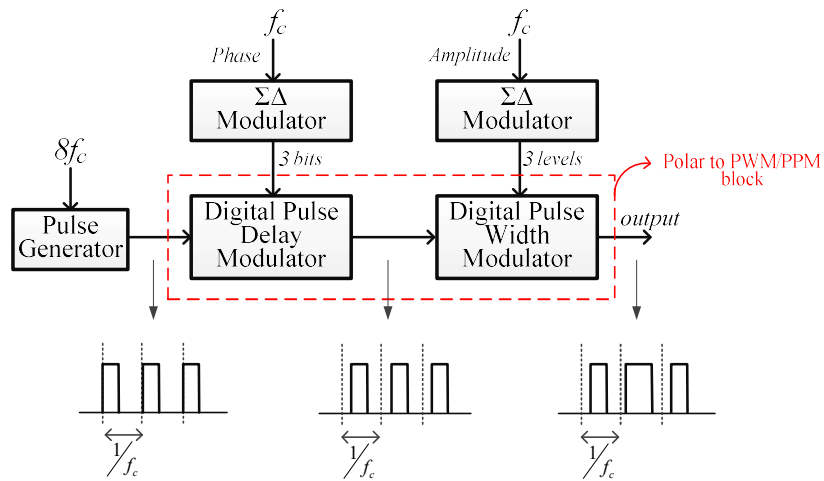 f_c
f_c
Phase
Amplitude
ΣΔ
Modulator
ΣΔ
Modulator
8f_c
3 bits
3 levels
Polar to PWM/PPM
block
Pulse
Generator
Digital Pulse
Delay
Modulator
Digital Pulse
Width
Modulator
output
1/f_c
1/f_c
1/f_c